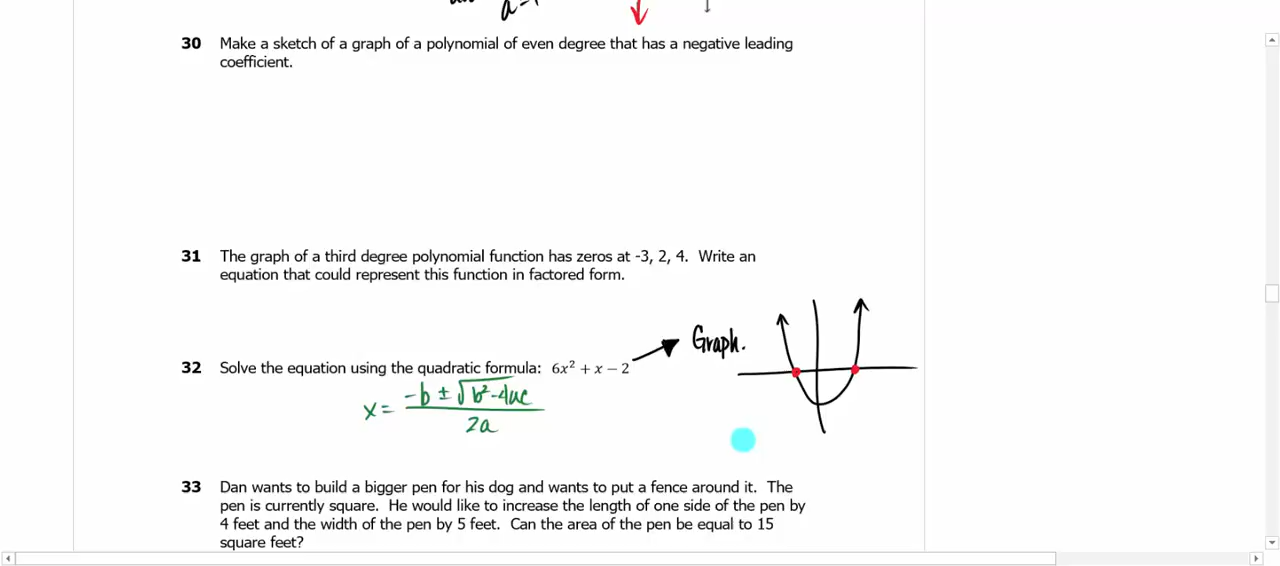 a=
30 Make a sketch of a graph of a polynomial of even degree that has a negative leading
coefficient.
31 The graph of a third degree polynomial function has zeros at -3, 2, 4. Write an
equation that could represent this function in factored form.
Graph.
32 Solve the equation using the quadratic formula: 6x² + x − 2
x = -b ± √b²-4ac
2a
33 Dan wants to build a bigger pen for his dog and wants to put a fence around it. The
pen is currently square. He would like to increase the length of one side of the pen by
4 feet and the width of the pen by 5 feet. Can the area of the pen be equal to 15
square feet?